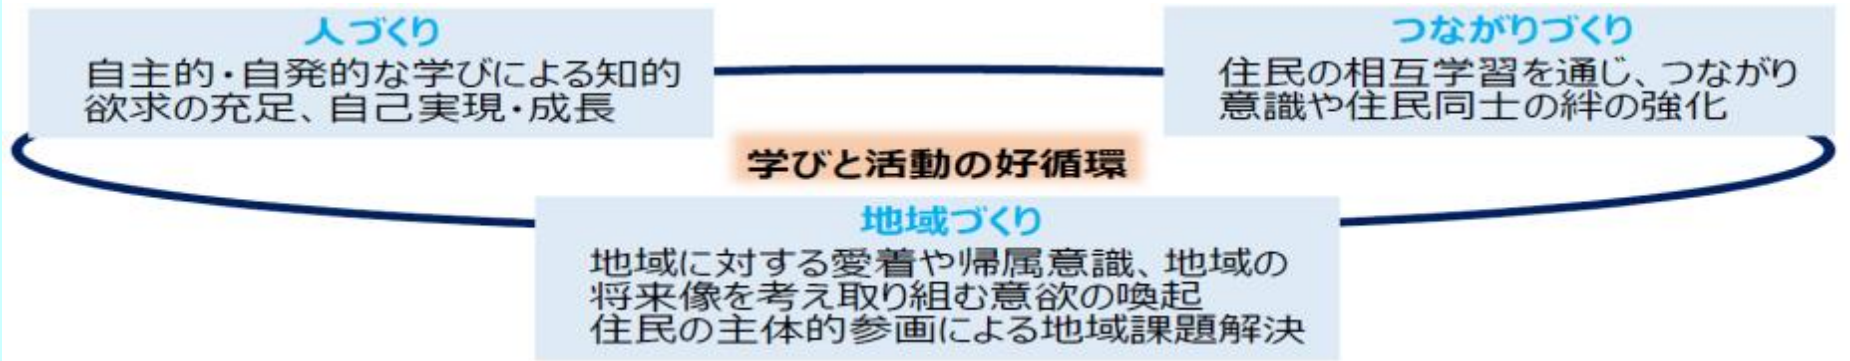 人づくり
自主的・自発的な学びによる知的
欲求の充足、自己実現・成長
つながりづくり
住民の相互学習を通じ、つながり
意識や住民同士の絆の強化
学びと活動の好循環
地域づくり
地域に対する愛着や帰属意識、地域の
将来像を考え取り組む意欲の喚起
住民の主体的参画による地域課題解決